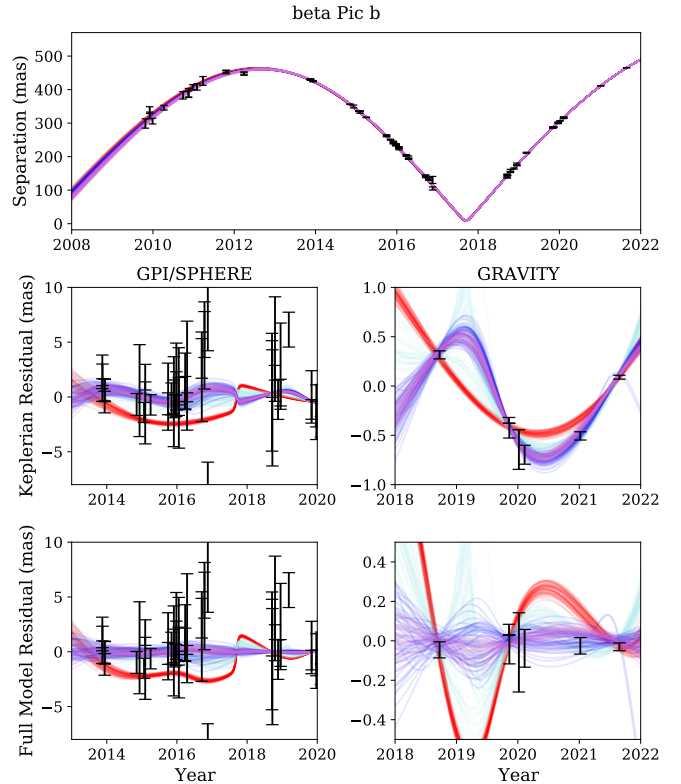 beta Pic b
Separation (mas)
500
400
300
200
100
0
2008 2010 2012 2014 2016 2018 2020 2022
GPI/SPHERE GRAVITY
Keplerian Residual (mas)
10
5
0
−5
2014 2016 2018 2020
1.0
0.5
0.0
−0.5
−1.0
2018 2019 2020 2021 2022
Full Model Residual (mas)
10
5
0
−5
2014 2016 2018 2020
Year
0.4
0.2
0.0
−0.2
−0.4
2018 2019 2020 2021 2022
Year